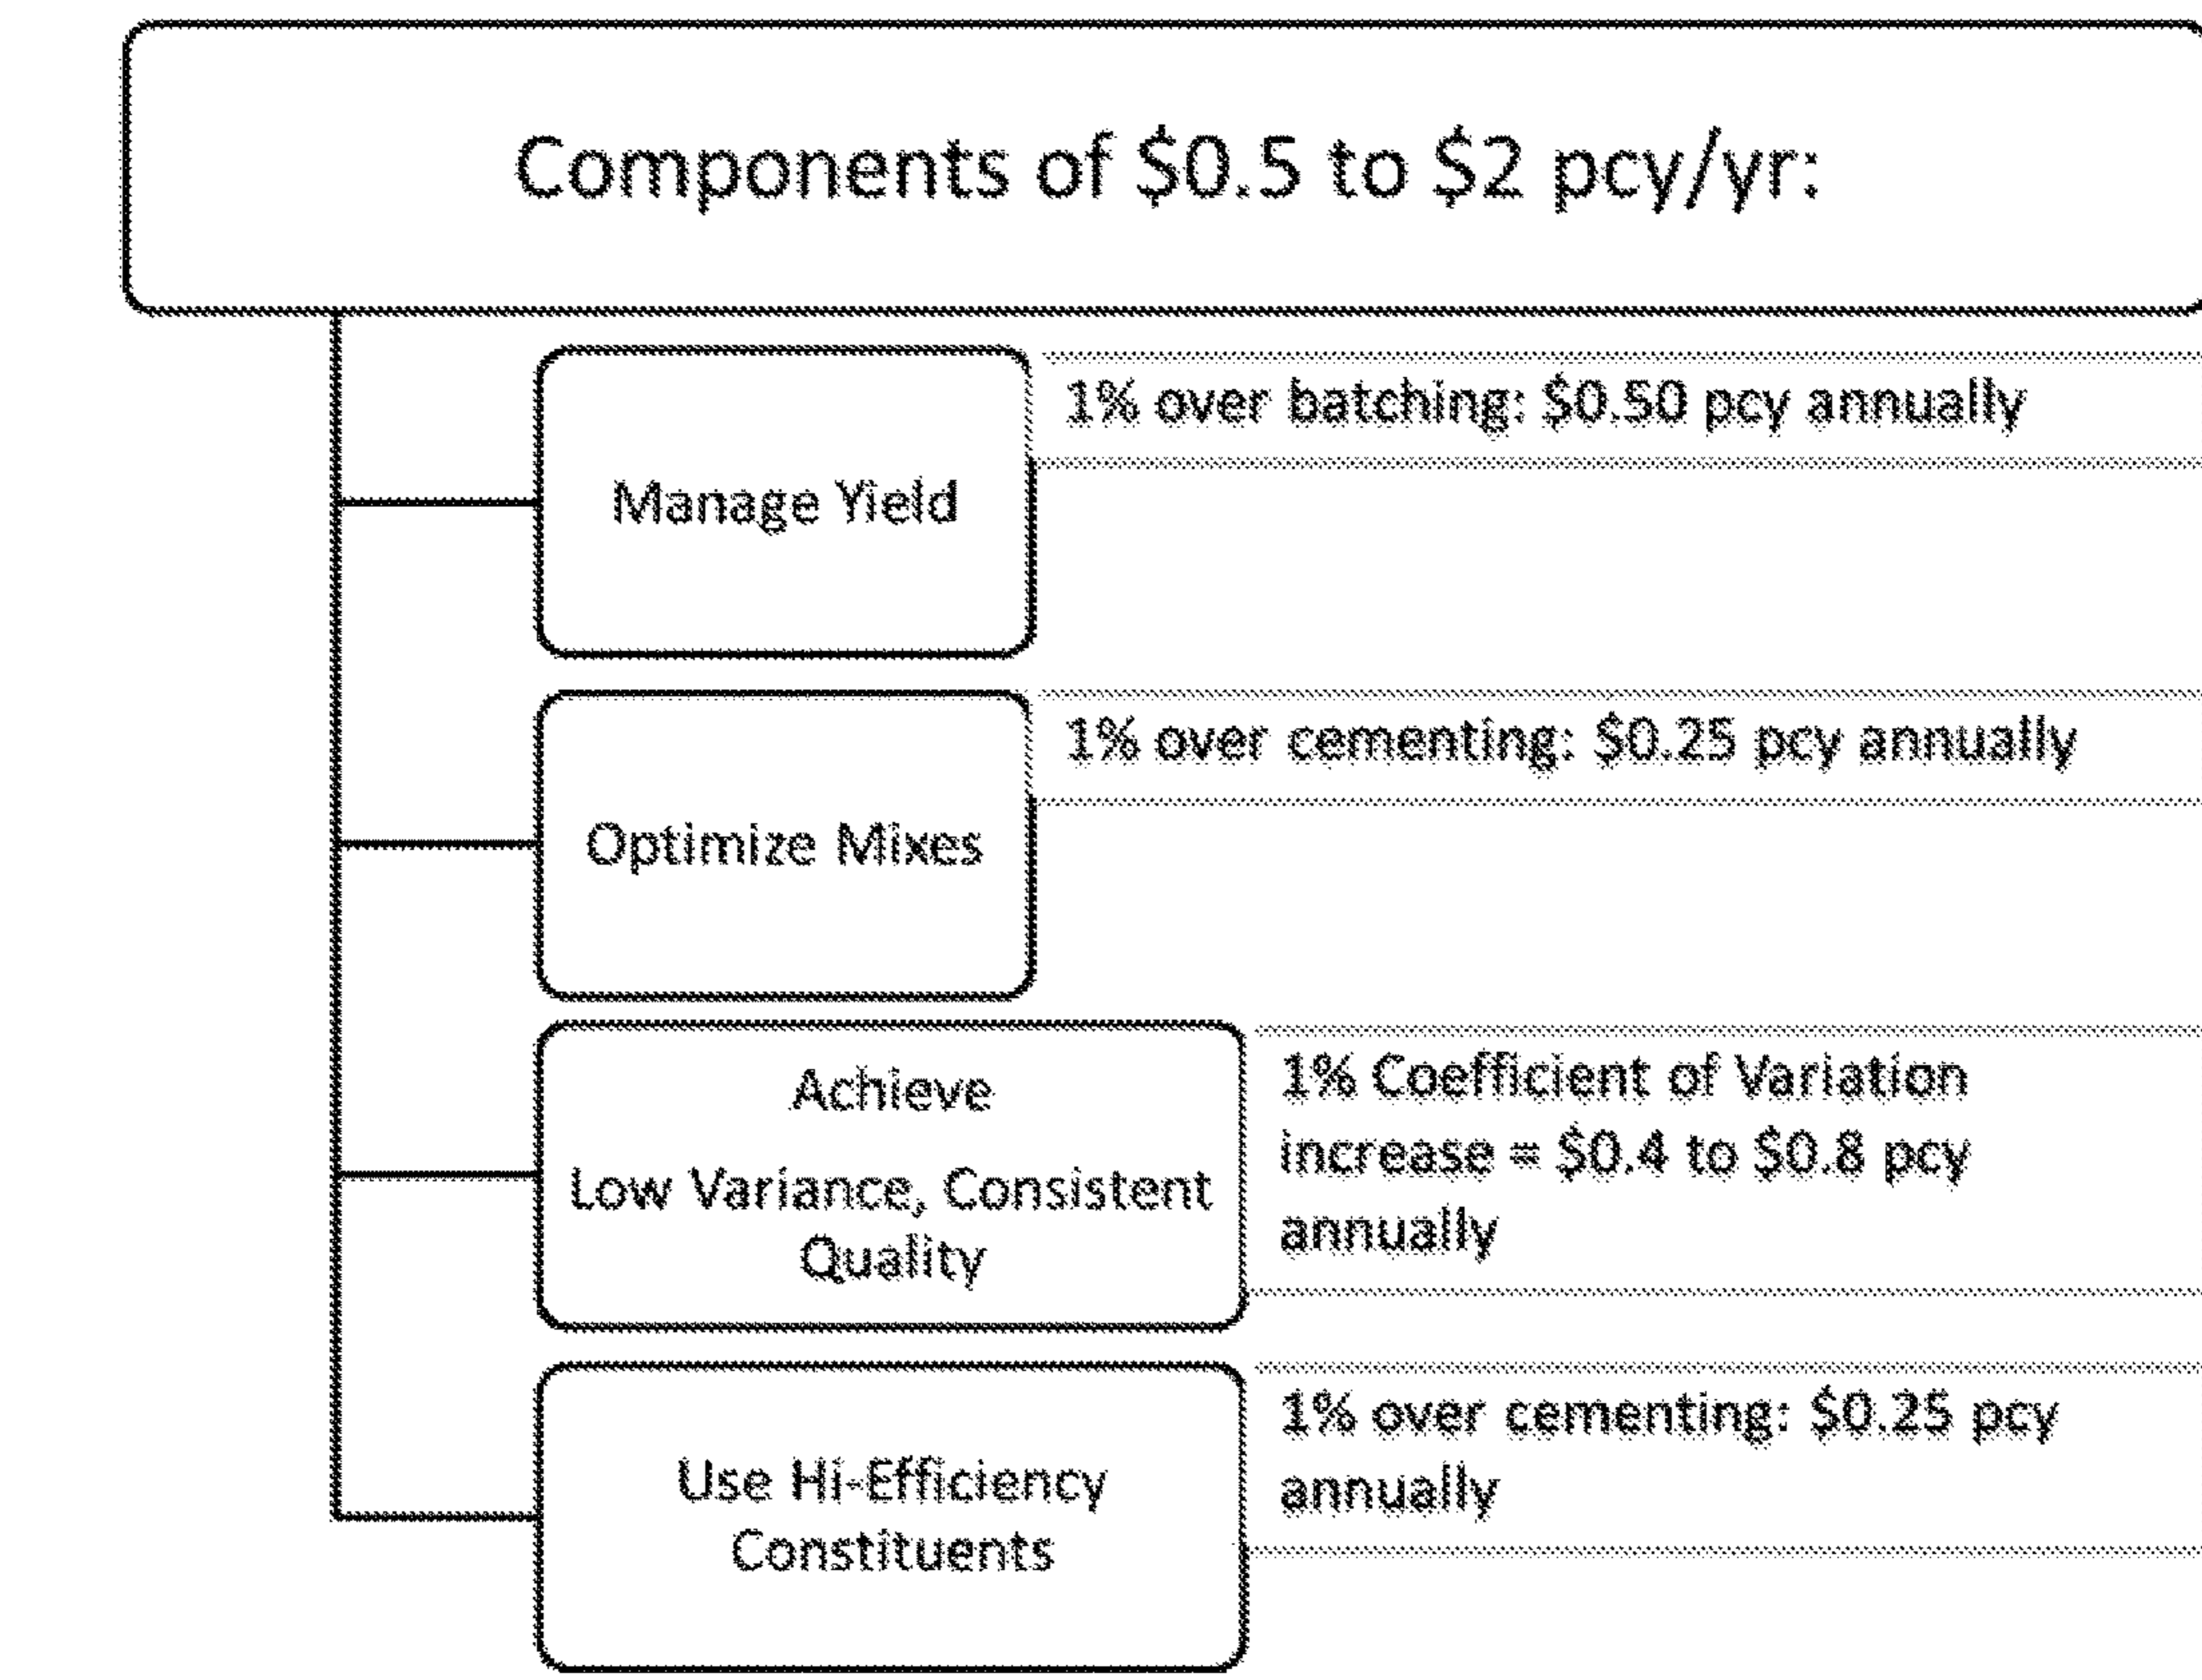 Components of $0.5 to $2 pcy/yr:
Manage Yield
1% over batching: $0.50 pcy annually
Optimize Mixes
1% over cementing: $0.25 pcy annually
Achieve
Low Variance, Consistent
Quality
1% Coefficient of Variation
increase = $0.4 to $0.8 pcy
annually
Use Hi-Efficiency
Constituents
1% over cementing: $0.25 pcy
annually